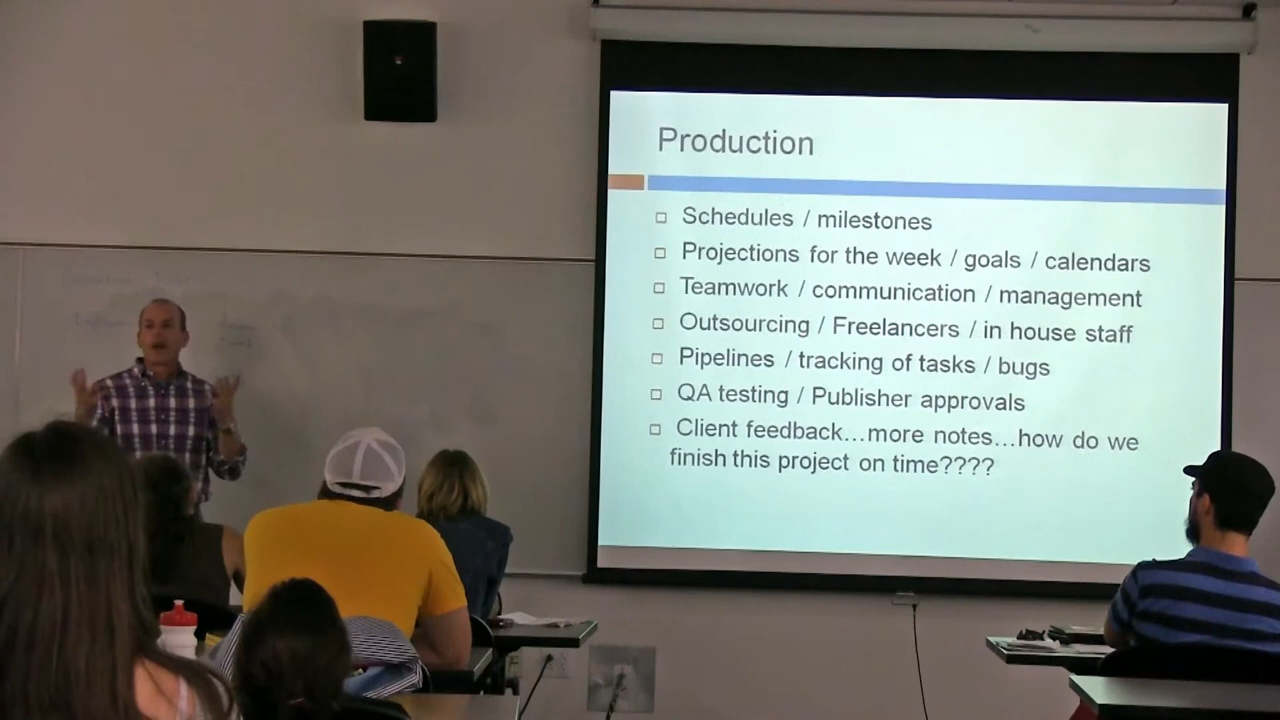 Production
Schedules / milestones
Projections for the week / goals / calendars
Teamwork / communication / management
Outsourcing / Freelancers / in house staff
Pipelines / tracking of tasks / bugs
QA testing / Publisher approvals
Client feedback...more notes...how do we
finish this project on time????